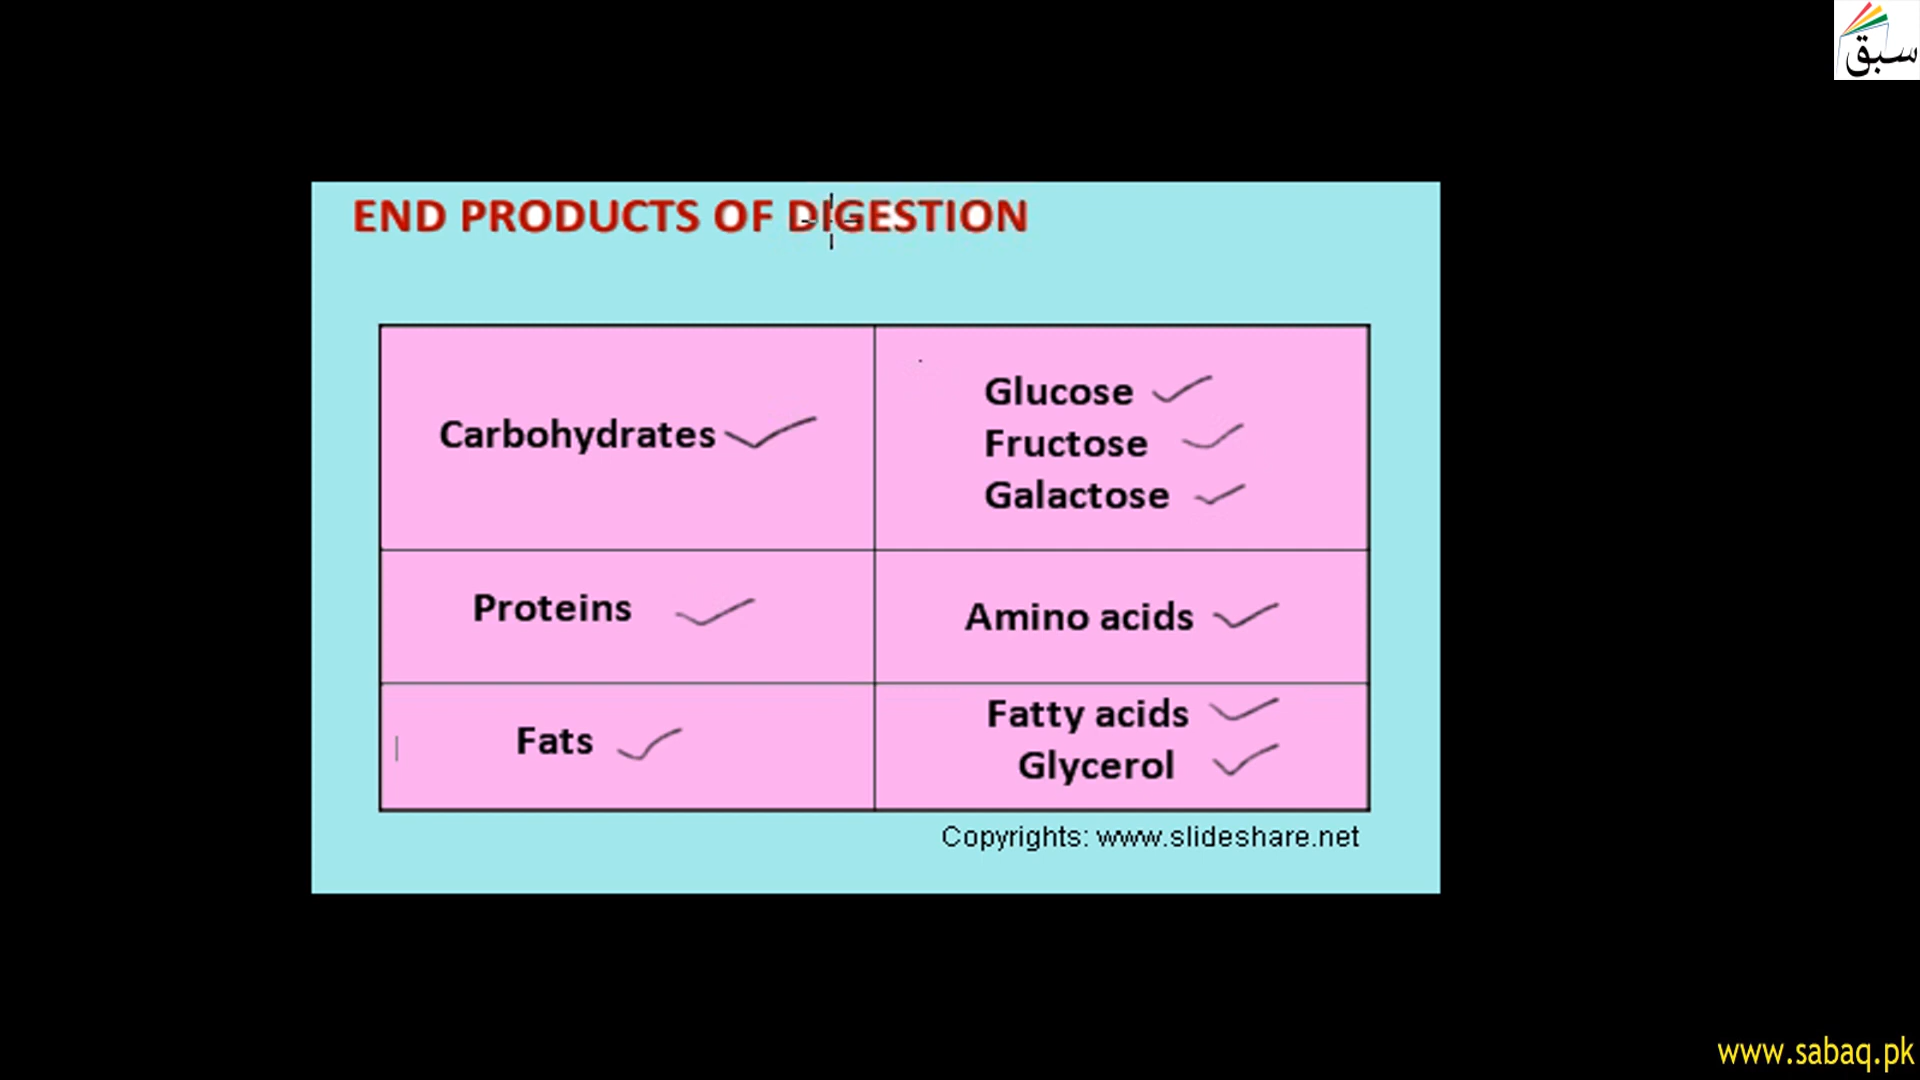 سبق
END PRODUCTS OF DIGESTION
Carbohydrates
Glucose
Fructose
Galactose
Proteins
Amino acids
Fats
Fatty acids
Glycerol
Copyrights: www.slideshare.net
www.sabaq.pk